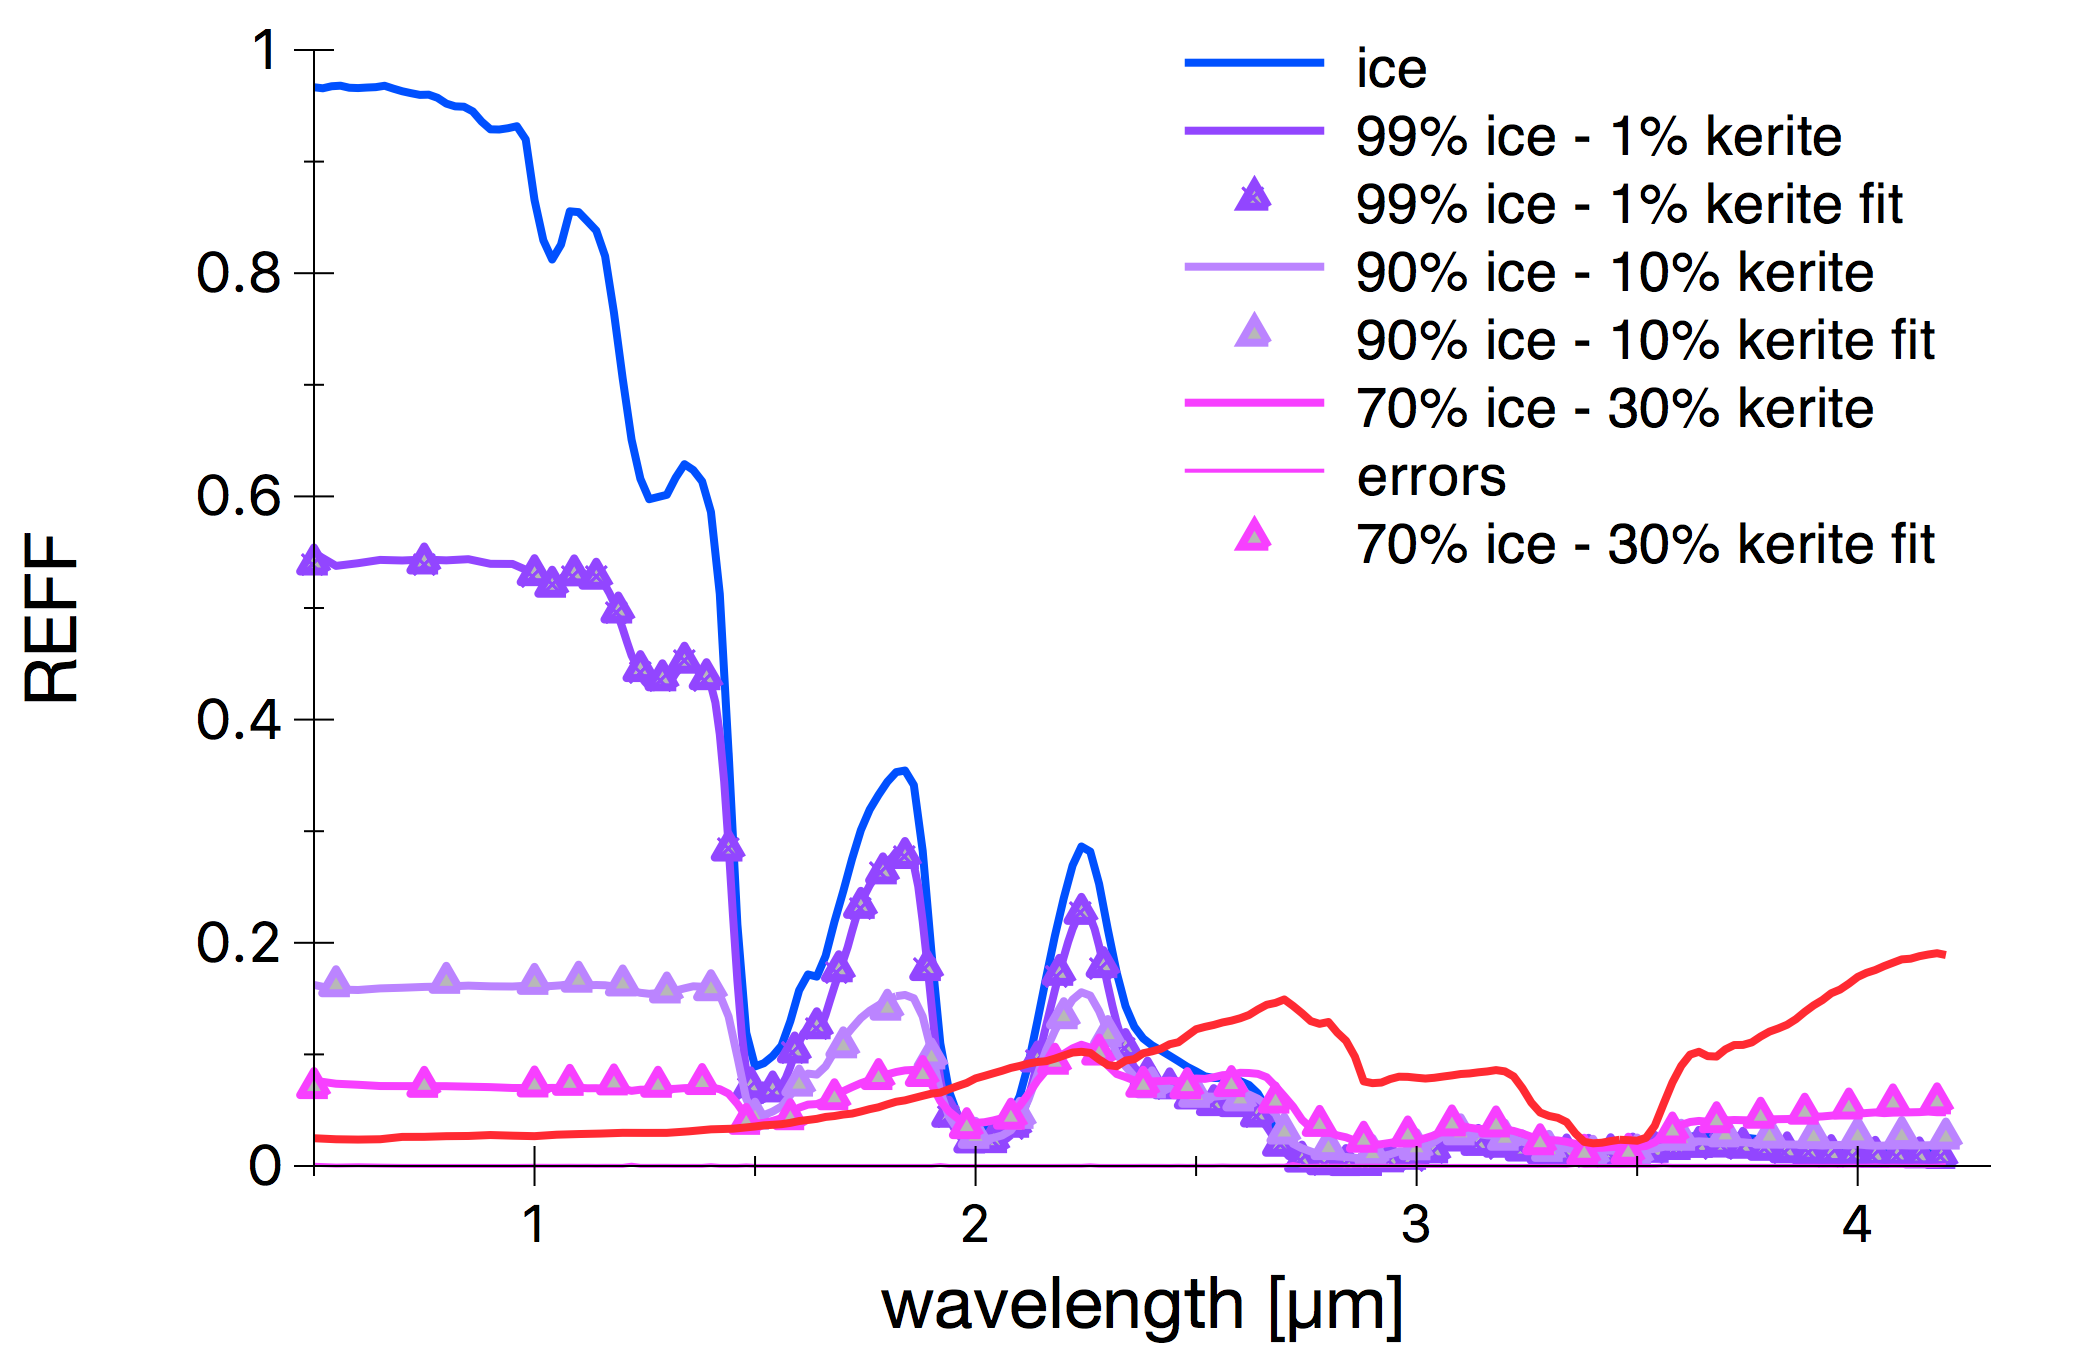 1
0.8
0.6
0.4
0.2
0
REFF
ice
99% ice - 1% kerite
99% ice - 1% kerite fit
90% ice - 10% kerite
90% ice - 10% kerite fit
70% ice - 30% kerite
errors
70% ice - 30% kerite fit
1 2 3 4
wavelength [µm]